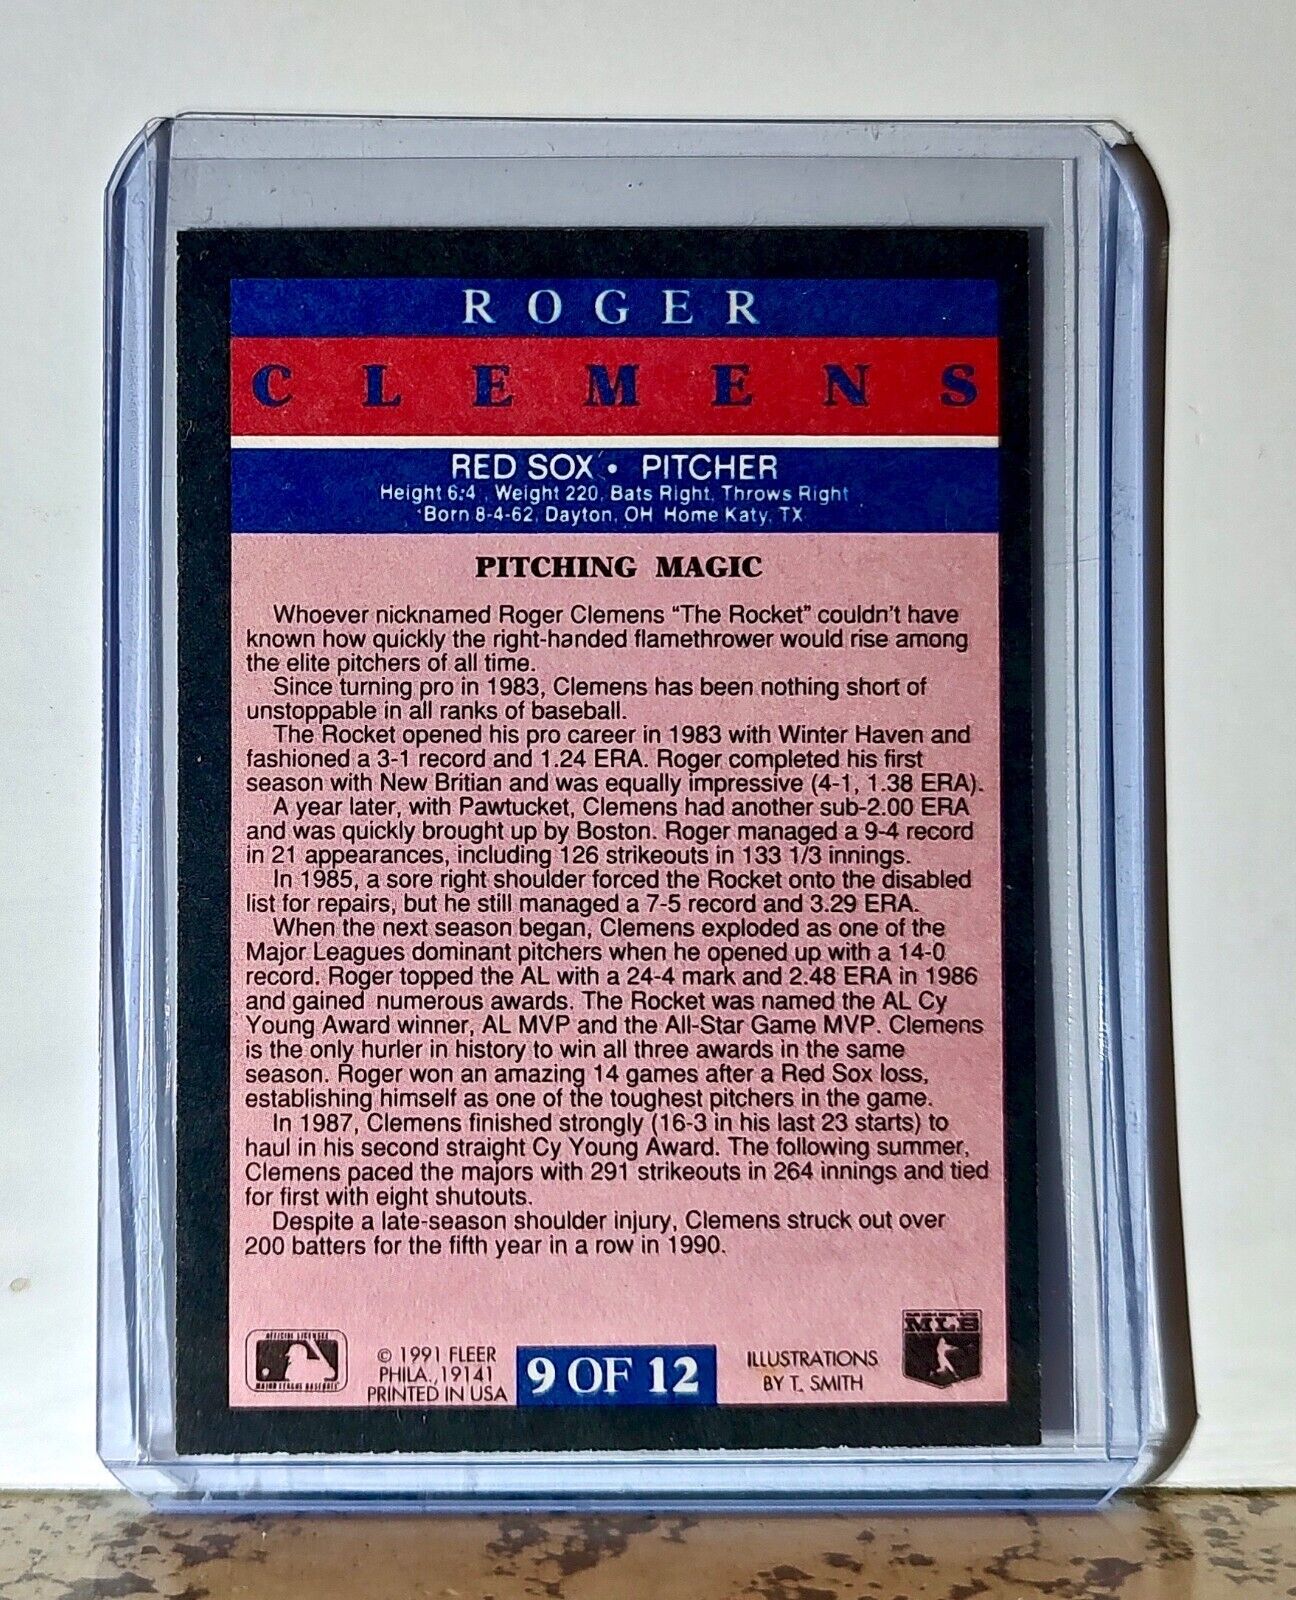 ROGER
CLEMENS
RED SOX • PITCHER
Height 6:4 , Weight 220, Bats Right, Throws Right
Born 8-4-62, Dayton, OH Home Katy, TX
PITCHING MAGIC
Whoever nicknamed Roger Clemens "The Rocket" couldn't have
known how quickly the right-handed flamethrower would rise among
the elite pitchers of all time.
Since turning pro in 1983, Clemens has been nothing short of
unstoppable in all ranks of baseball.
The Rocket opened his pro career in 1983 with Winter Haven and
fashioned a 3-1 record and 1.24 ERA. Roger completed his first
season with New Britian and was equally impressive (4-1, 1.38 ERA).
A year later, with Pawtucket, Clemens had another sub-2.00 ERA
and was quickly brought up by Boston. Roger managed a 9-4 record
in 21 appearances, including 126 strikeouts in 133 1/3 innings.
In 1985, a sore right shoulder forced the Rocket onto the disabled
list for repairs, but he still managed a 7-5 record and 3.29 ERA.
When the next season began, Clemens exploded as one of the
Major Leagues dominant pitchers when he opened up with a 14-0
record. Roger topped the AL with a 24-4 mark and 2.48 ERA in 1986
and gained numerous awards. The Rocket was named the AL Cy
Young Award winner, AL MVP and the All-Star Game MVP. Clemens
is the only hurler in history to win all three awards in the same
season. Roger won an amazing 14 games after a Red Sox loss,
establishing himself as one of the toughest pitchers in the game.
In 1987, Clemens finished strongly (16-3 in his last 23 starts) to
haul in his second straight Cy Young Award. The following summer,
Clemens paced the majors with 291 strikeouts in 264 innings and tied
for first with eight shutouts.
Despite a late-season shoulder injury, Clemens struck out over
200 batters for the fifth year in a row in 1990.
OFFICIAL LICENSEE
MAJOR LEAGUE BASEBALL
© 1991 FLEER
PHILA., 19141
PRINTED IN USA
9 OF 12
ILLUSTRATIONS
BY T. SMITH
MLB